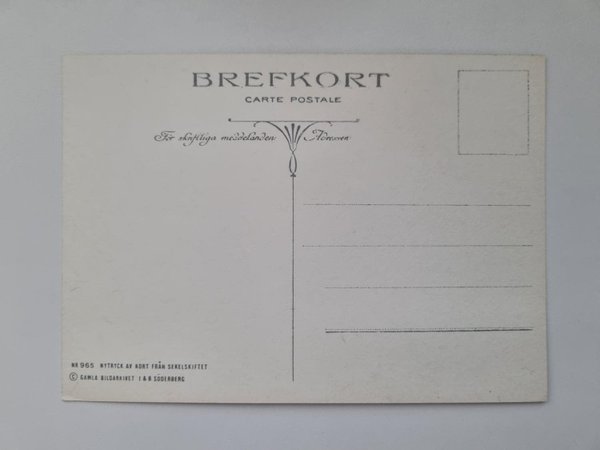 BREFKORT
CARTE POSTALE
För skriftliga meddelanden Adressen
NR 965 NYTRYCK AV KORT FRÅN SEKELSKIFTET
© GAMLA BILDARKIVET I & B SÖDERBERG